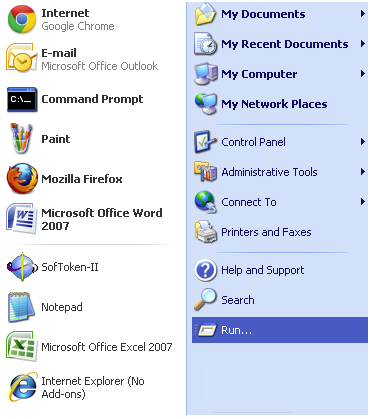 Internet
Google Chrome
E-mail
Microsoft Office Outlook
C:\_
Command Prompt
Paint
Mozilla Firefox
Microsoft Office Word
2007
SofToken-II
Notepad
Microsoft Office Excel 2007
Internet Explorer (No
Add-ons)
My Documents
My Recent Documents
My Computer
My Network Places
Control Panel
Administrative Tools
Connect To
Printers and Faxes
Help and Support
Search
Run...